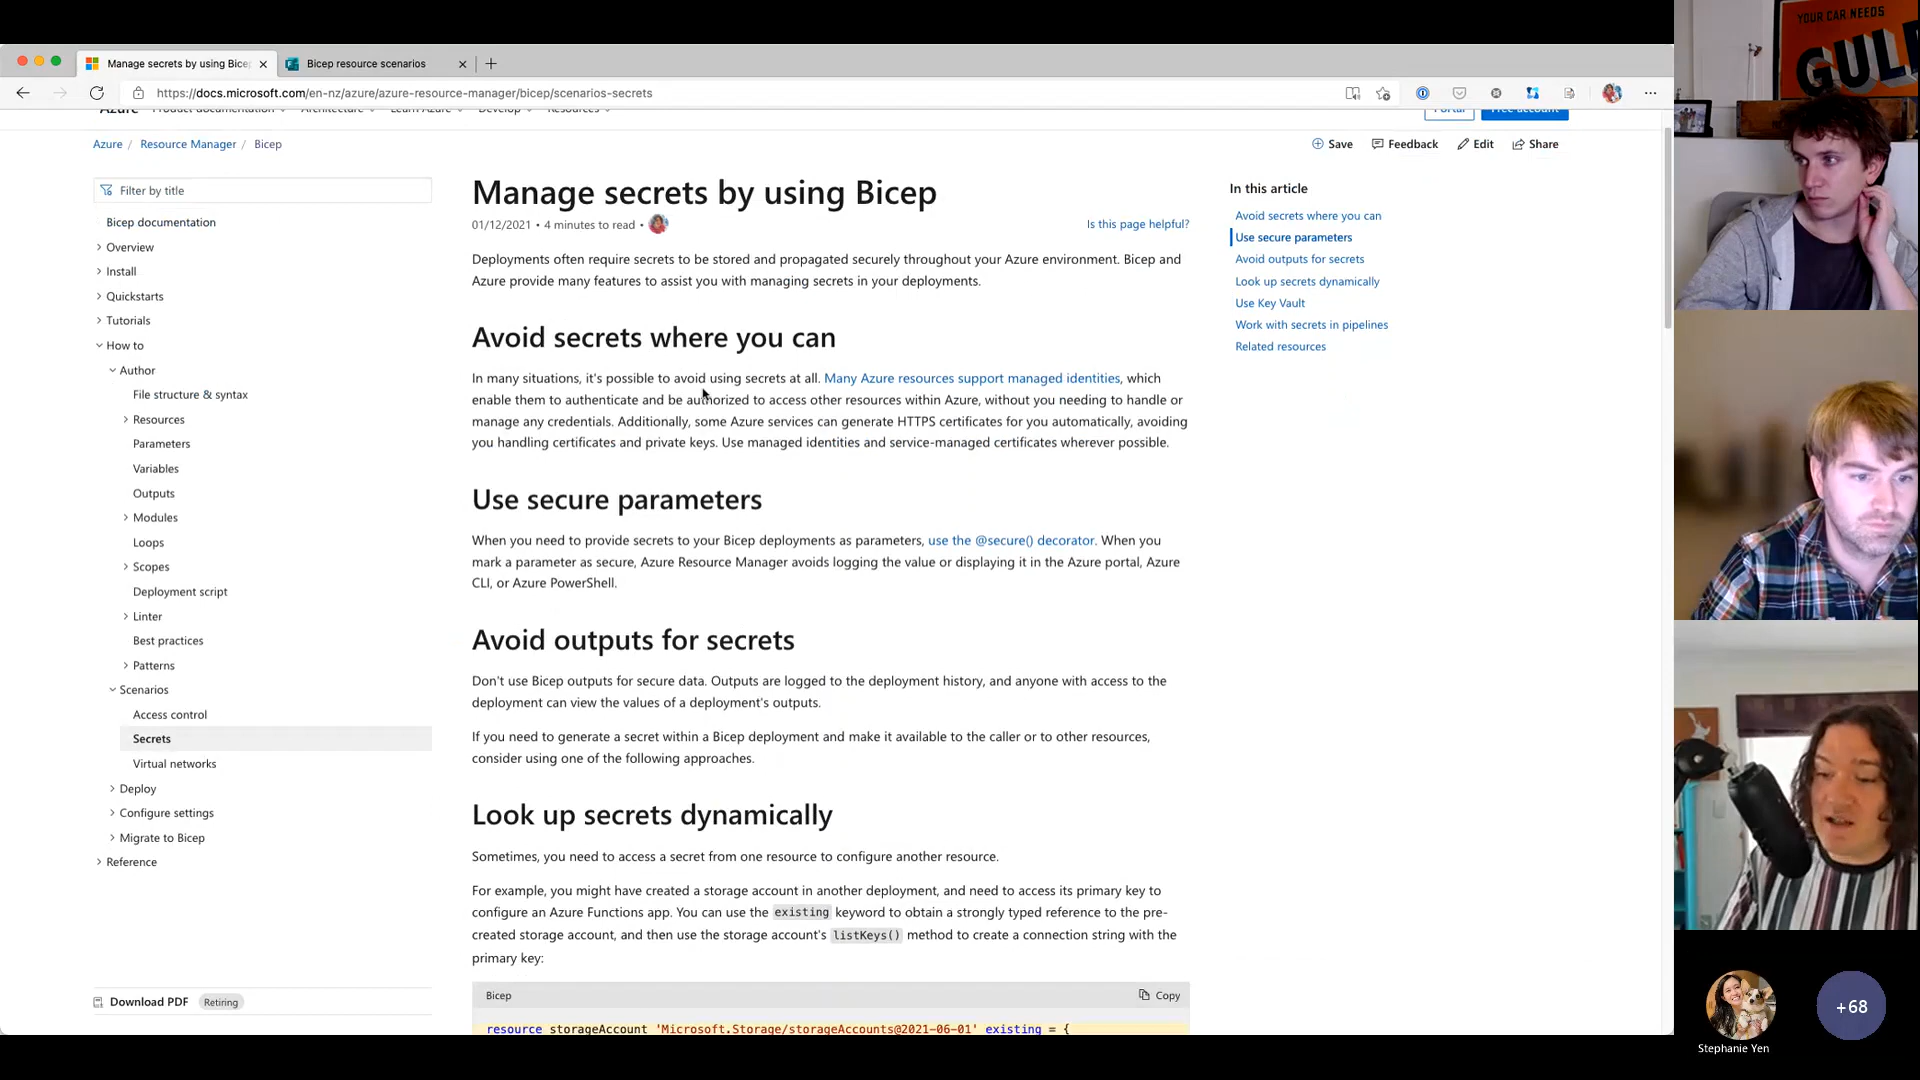 Manage secrets by using Bice
Bicep resource scenarios
https://docs.microsoft.com/en-nz/azure/azure-resource-manager/bicep/scenarios-secrets
Azure Product documentation Architecture Learn Azure Develop Resources Portal Free account
Azure / Resource Manager / Bicep
Save Feedback Edit Share
Filter by title
Bicep documentation
Overview
Install
Quickstarts
Tutorials
How to
Author
File structure & syntax
Resources
Parameters
Variables
Outputs
Modules
Loops
Scopes
Deployment script
Linter
Best practices
Patterns
Scenarios
Access control
Secrets
Virtual networks
Deploy
Configure settings
Migrate to Bicep
Reference
Download PDF Retiring
Manage secrets by using Bicep
01/12/2021 • 4 minutes to read •
Is this page helpful?
Deployments often require secrets to be stored and propagated securely throughout your Azure environment. Bicep and
Azure provide many features to assist you with managing secrets in your deployments.
Avoid secrets where you can
In many situations, it's possible to avoid using secrets at all. Many Azure resources support managed identities, which
enable them to authenticate and be authorized to access other resources within Azure, without you needing to handle or
manage any credentials. Additionally, some Azure services can generate HTTPS certificates for you automatically, avoiding
you handling certificates and private keys. Use managed identities and service-managed certificates wherever possible.
Use secure parameters
When you need to provide secrets to your Bicep deployments as parameters, use the @secure() decorator. When you
mark a parameter as secure, Azure Resource Manager avoids logging the value or displaying it in the Azure portal, Azure
CLI, or Azure PowerShell.
Avoid outputs for secrets
Don't use Bicep outputs for secure data. Outputs are logged to the deployment history, and anyone with access to the
deployment can view the values of a deployment's outputs.
If you need to generate a secret within a Bicep deployment and make it available to the caller or to other resources,
consider using one of the following approaches.
Look up secrets dynamically
Sometimes, you need to access a secret from one resource to configure another resource.
For example, you might have created a storage account in another deployment, and need to access its primary key to
configure an Azure Functions app. You can use the existing keyword to obtain a strongly typed reference to the pre-
created storage account, and then use the storage account's listKeys() method to create a connection string with the
primary key:
Bicep
Copy
resource storageAccount 'Microsoft.Storage/storageAccounts@2021-06-01' existing = {
In this article
Avoid secrets where you can
Use secure parameters
Avoid outputs for secrets
Look up secrets dynamically
Use Key Vault
Work with secrets in pipelines
Related resources
YOUR CAR NEEDS
GUL
+68
Stephanie Yen